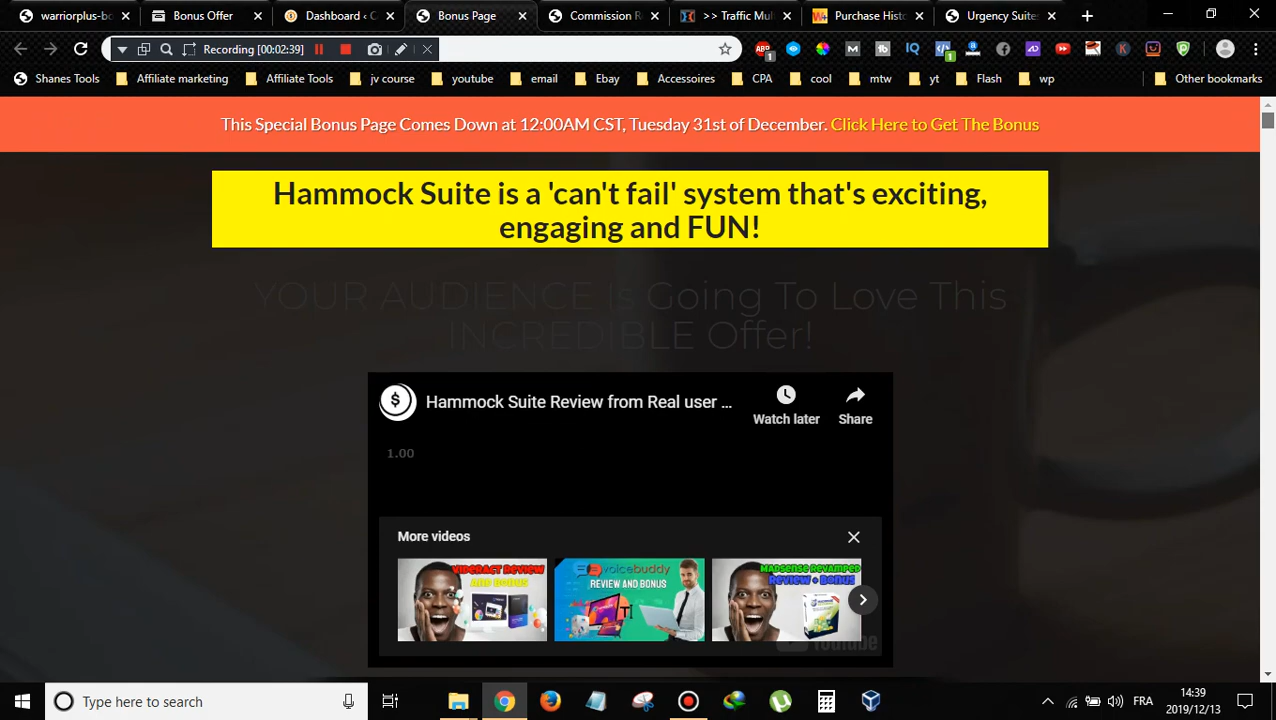 warriorplus-bo
Bonus Offer
Dashboard ‹ C
Bonus Page
Commission R
>> Traffic Mul
Purchase Hist
Urgency Suite
Recording [00:02:39]
Shanes Tools
Affiliate marketing
Affiliate Tools
jv course
youtube
email
Ebay
Accessoires
CPA
cool
mtw
yt
Flash
wp
Other bookmarks
This Special Bonus Page Comes Down at 12:00AM CST, Tuesday 31st of December. Click Here to Get The Bonus
Hammock Suite is a 'can't fail' system that's exciting,
engaging and FUN!
YOUR AUDIENCE Is Going To Love This
INCREDIBLE Offer!
Hammock Suite Review from Real user ...
Watch later
Share
1.00
More videos
VIDERACT REVIEW
AND BONUS
voicebuddy
REVIEW AND BONUS
MADSENSE REVAMPED
REVIEW + BONUS
YouTube
Type here to search
FRA
14:39
2019/12/13